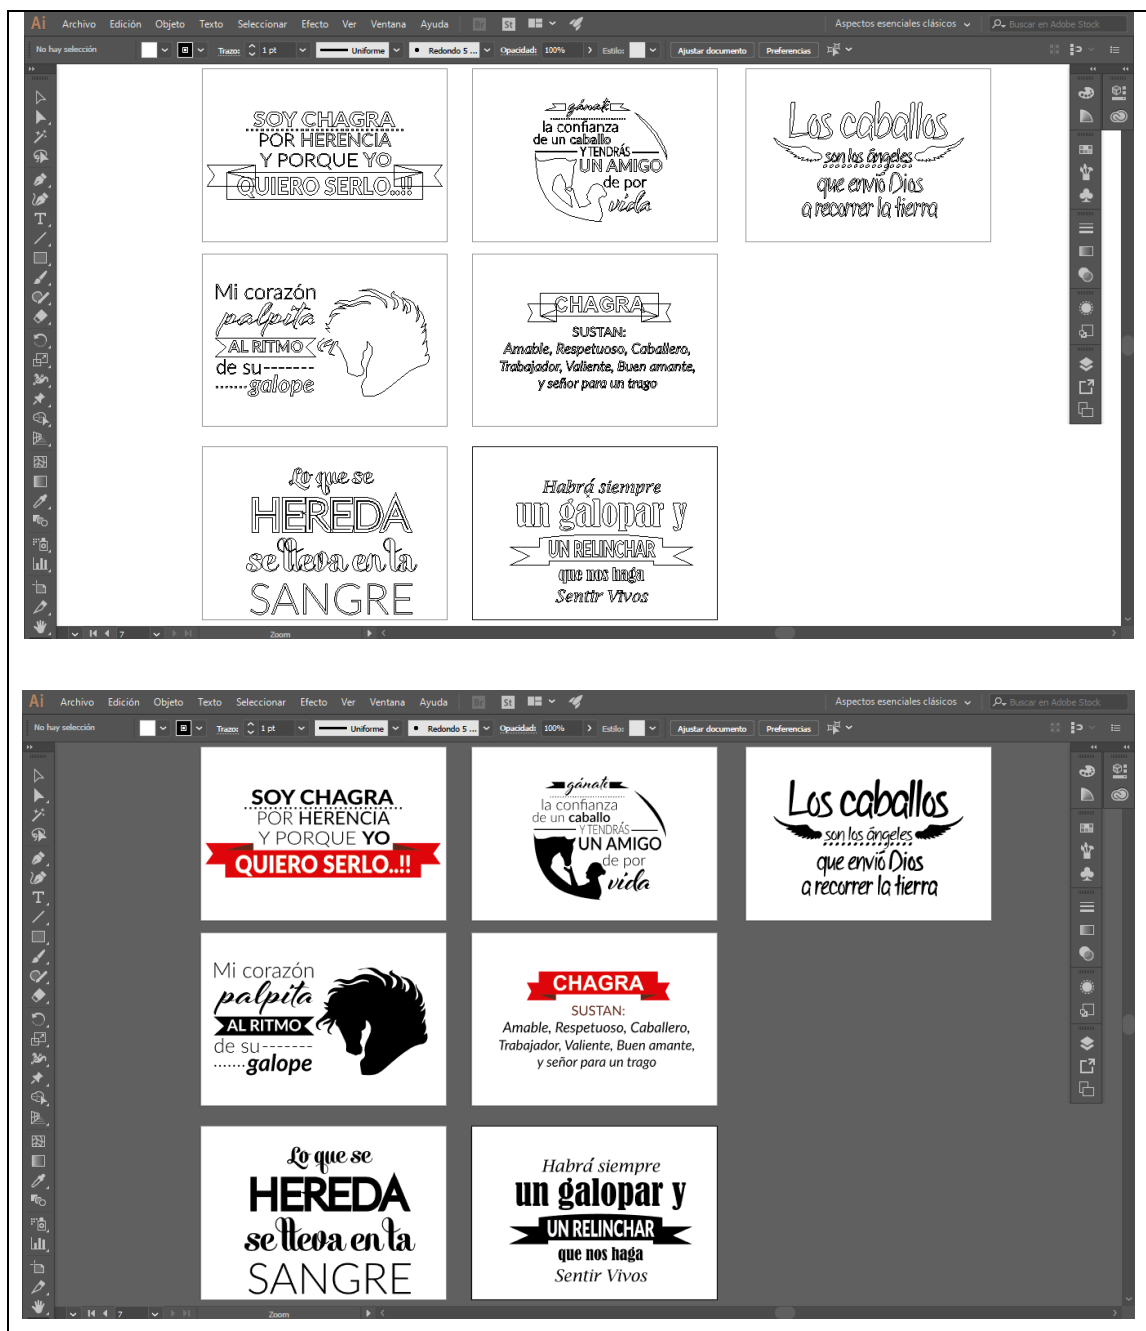 Ai Archivo Edición Objeto Texto Seleccionar Efecto Ver Ventana Ayuda Br St Aspectos esenciales clásicos Buscar en Adobe Stock
No hay selección Trazo: 1 pt Uniforme Redondo 5 ... Opacidad: 100% Estilo: Ajustar documento Preferencias
SOY CHAGRA
POR HERENCIA
Y PORQUE YO
QUIERO SERLO..!!
gánate
la confianza
de un caballo
Y TENDRÁS
UN AMIGO
de por
vida
Los caballos
son los ángeles
que envió Dios
a recorrer la tierra
Mi corazón
palpita
AL RITMO
de su--------
.......galope
CHAGRA
SUSTAN:
Amable, Respetuoso, Caballero,
Trabajador, Valiente, Buen amante,
y señor para un trago
Lo que se
HEREDA
se lleva en la
SANGRE
Habrá siempre
un galopar y
UN RELINCHAR
que nos haga
Sentir Vivos
7 Zoom
Ai Archivo Edición Objeto Texto Seleccionar Efecto Ver Ventana Ayuda Br St Aspectos esenciales clásicos Buscar en Adobe Stock
No hay selección Trazo: 1 pt Uniforme Redondo 5 ... Opacidad: 100% Estilo: Ajustar documento Preferencias
SOY CHAGRA
POR HERENCIA
Y PORQUE YO
QUIERO SERLO..!!
gánate
la confianza
de un caballo
Y TENDRÁS
UN AMIGO
de por
vida
Los caballos
son los ángeles
que envió Dios
a recorrer la tierra
Mi corazón
palpita
AL RITMO
de su--------
.......galope
CHAGRA
SUSTAN:
Amable, Respetuoso, Caballero,
Trabajador, Valiente, Buen amante,
y señor para un trago
Lo que se
HEREDA
se lleva en la
SANGRE
Habrá siempre
un galopar y
UN RELINCHAR
que nos haga
Sentir Vivos
7 Zoom